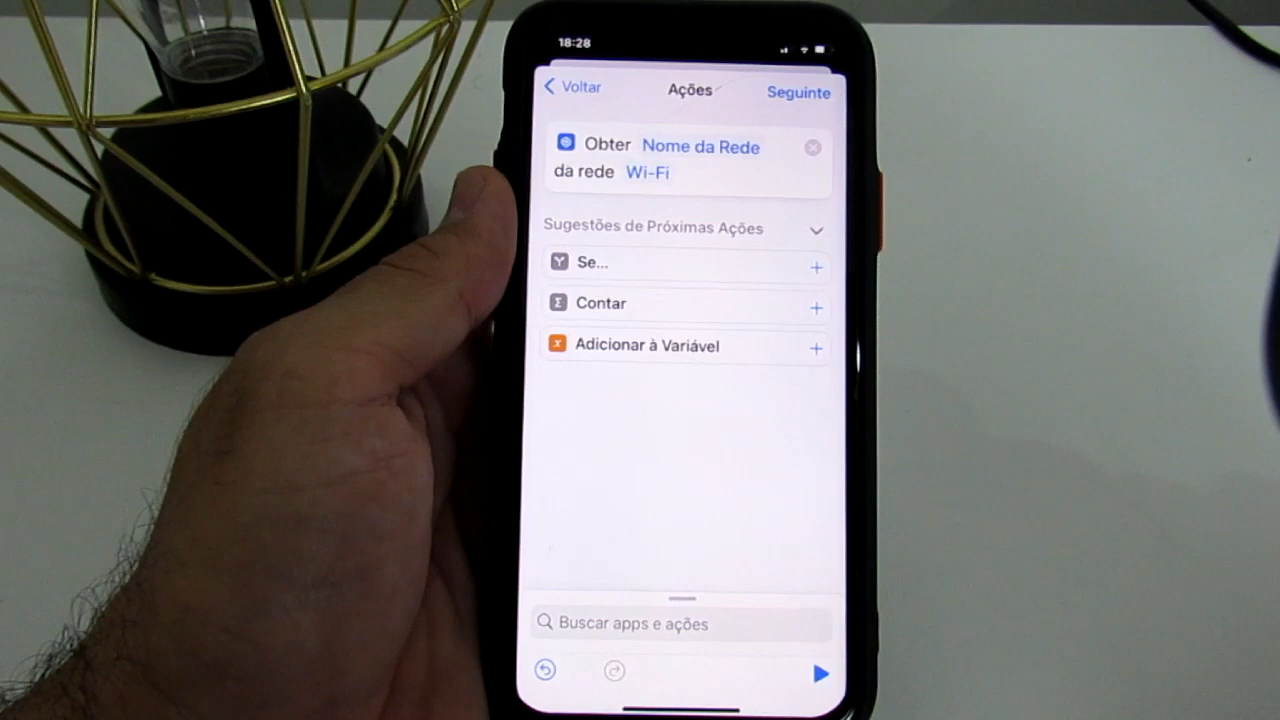 18:28
Voltar
Ações
Seguinte
Obter Nome da Rede
da rede Wi-Fi
Sugestões de Próximas Ações
Se...
Contar
Adicionar à Variável
Buscar apps e ações